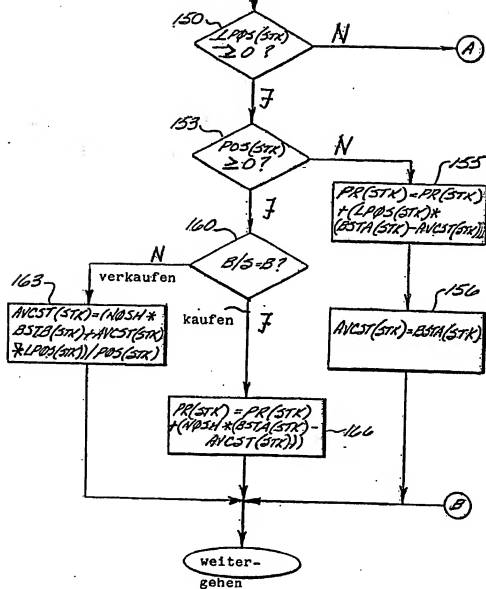 150
LPØS(STK)
≥ 0 ?
N
A
J
153
POS(STK)
≥ 0 ?
N
155
PR(STK)=PR(STK)
+(LPØS(STK)*
(BSTA(STK)-AVCST(STK)))
J
160
B/S=B?
N
verkaufen
163
AVCST(STK)=(NØSH*
BSTB(STK)+AVCST(STK)
*LPØS(STK))/POS(STK)
kaufen
J
156
AVCST(STK)=BSTA(STK)
PR(STK)=PR(STK)
+(NØSH*(BSTA(STK)-
AVCST(STK)))
166
B
weiter-
gehen